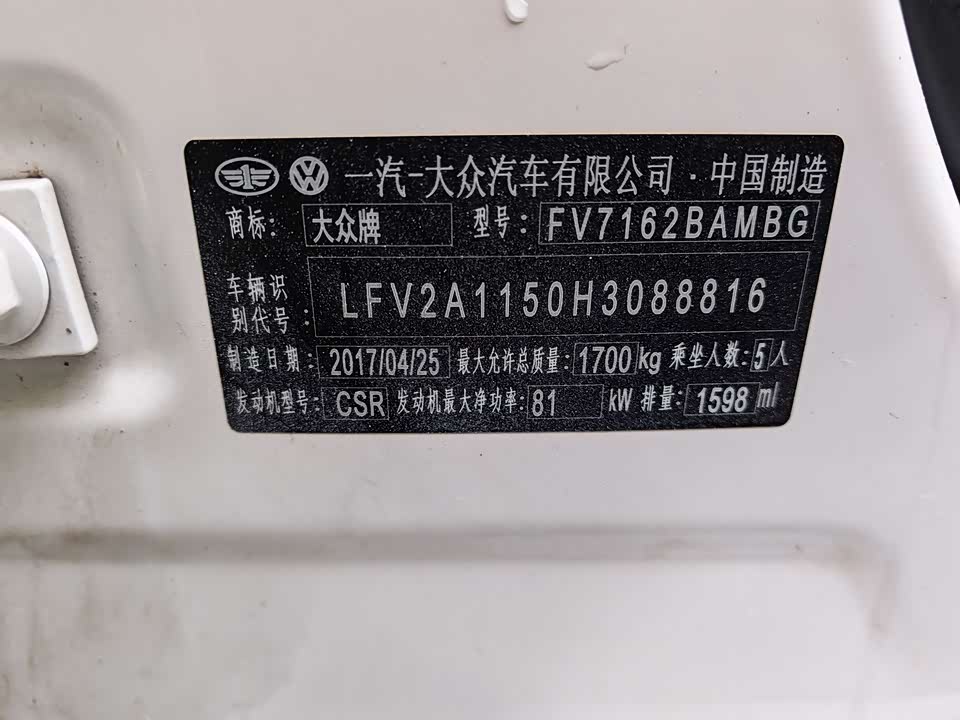 一汽-大众汽车有限公司·中国制造
商标: 大众牌 型号: FV7162BAMBG
车辆识
别代号: LFV2A1150H3088816
制造日期: 2017/04/25 最大允许总质量: 1700 kg 乘坐人数: 5 人
发动机型号: CSR 发动机最大净功率: 81 kW 排量: 1598 ml